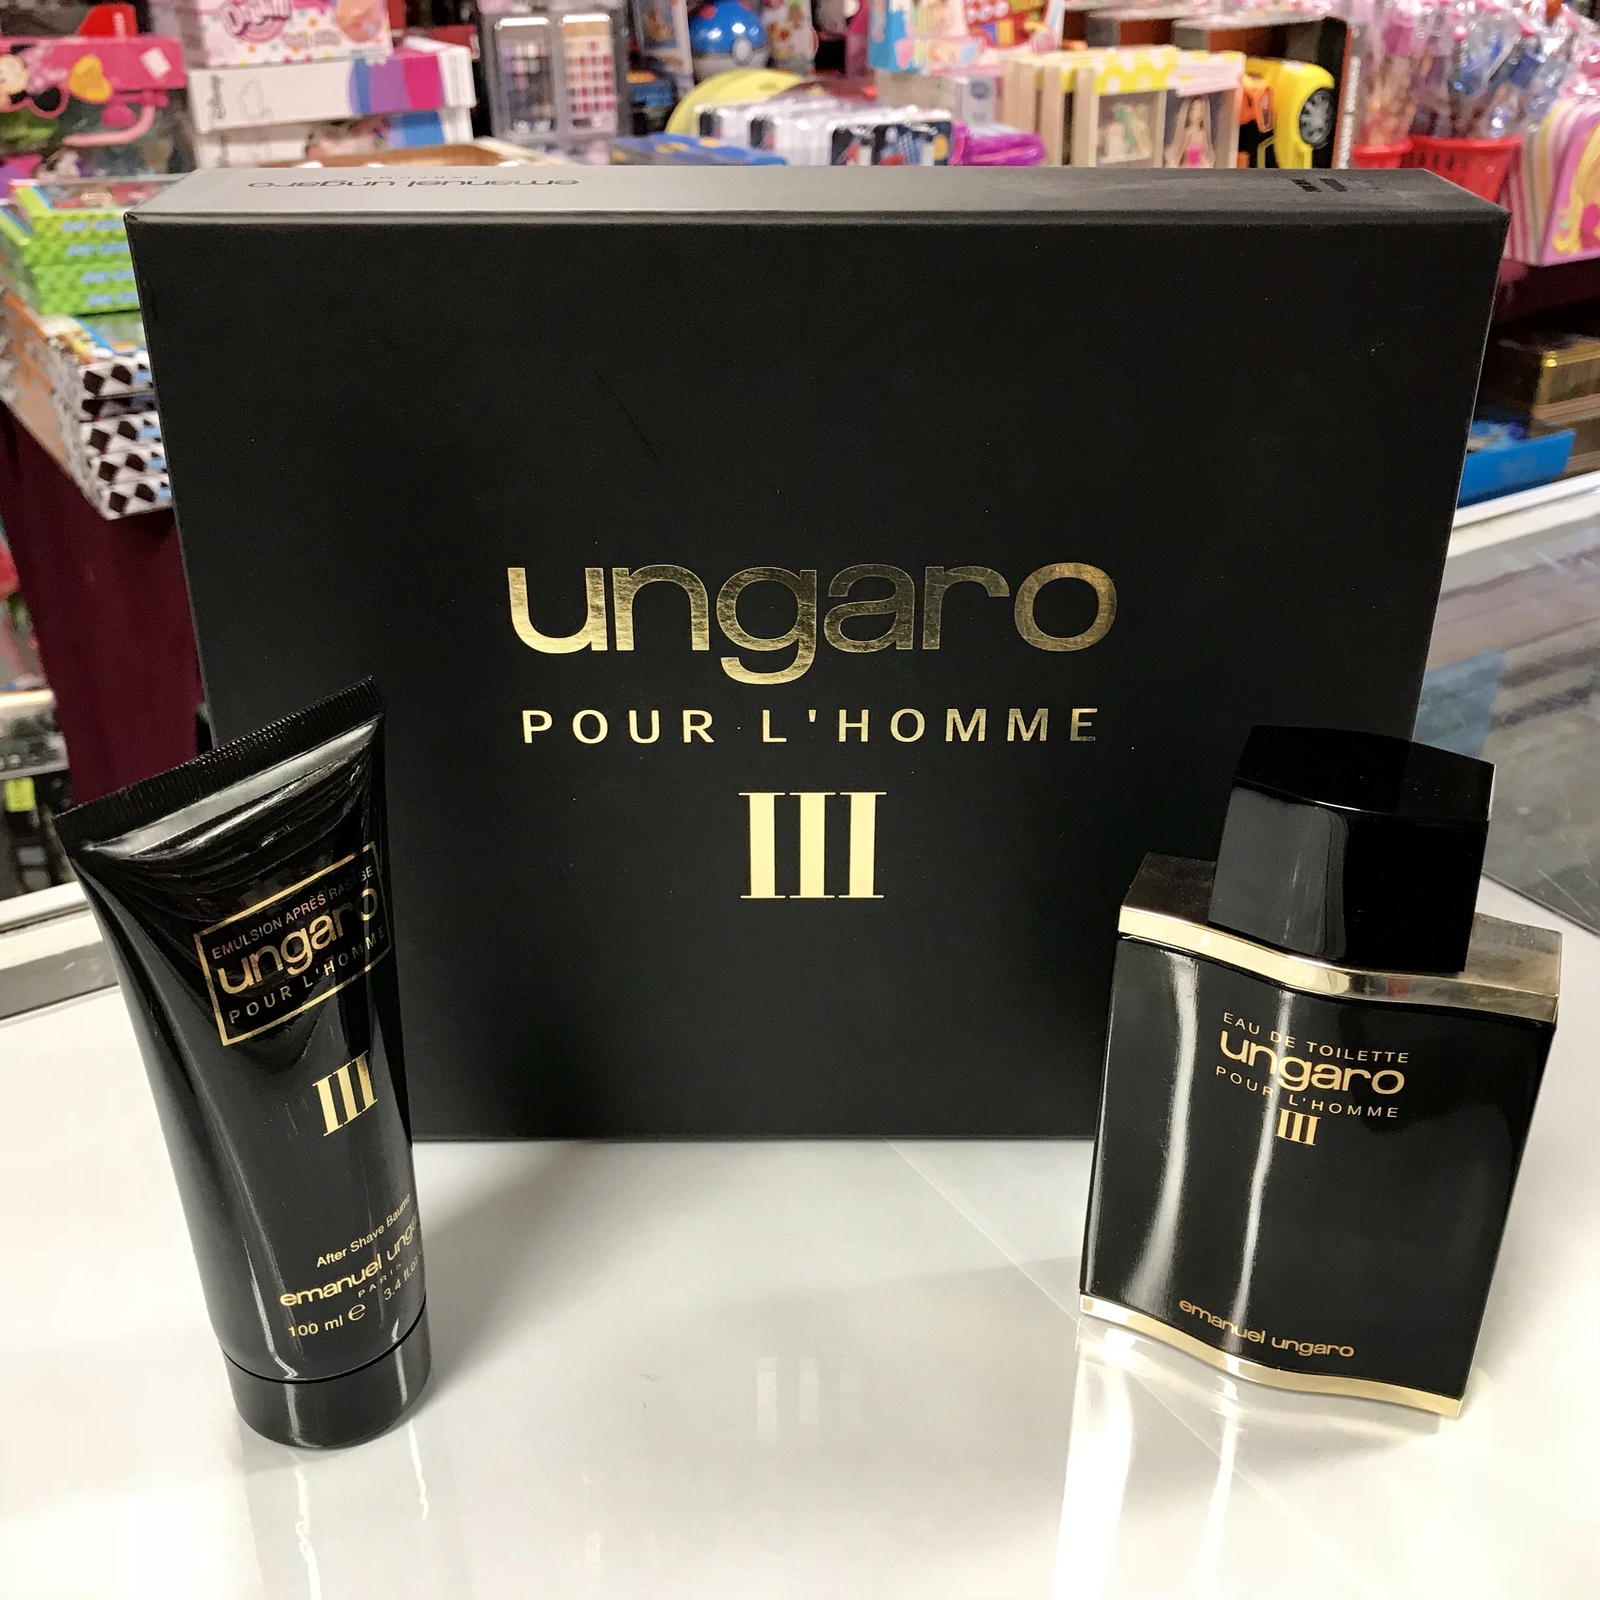 emanuel ungaro
PARFUMS
ungaro
POUR L'HOMME
III
EMULSION APRÈS RASAGE
ungaro
POUR L'HOMME
III
After Shave Baume
emanuel ungaro
PARIS
100 ml e 3.4 fl.oz
EAU DE TOILETTE
ungaro
POUR L'HOMME
III
emanuel ungaro